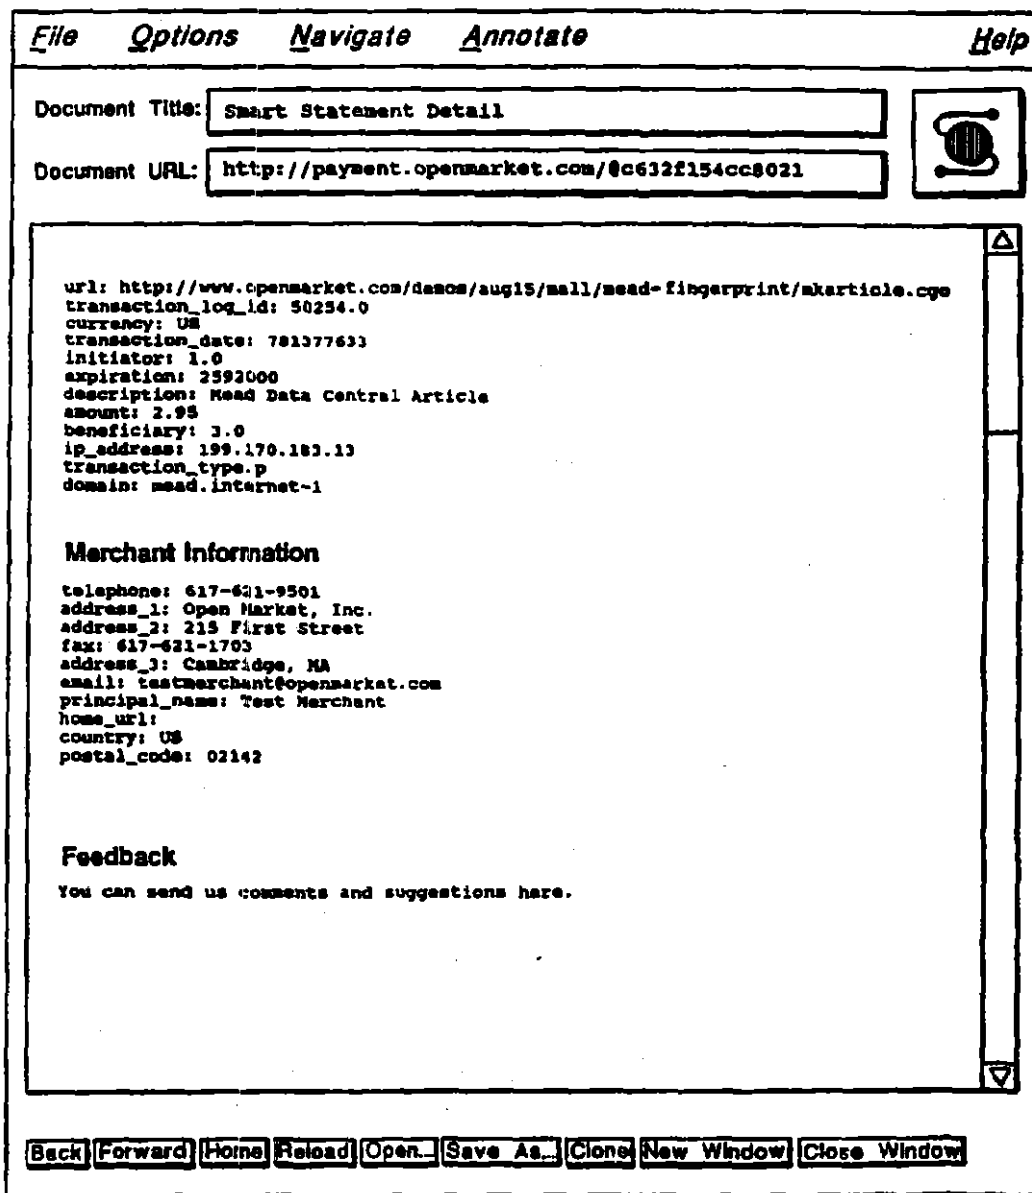 File Options Navigate Annotate Help
Document Title: Smart Statement Detail
Document URL: http://payment.openmarket.com/@c632f154cc8021
url: http://www.openmarket.com/demos/aug15/mall/mead-fingerprint/mkarticle.cgo
transaction_log_id: 50254.0
currency: US
transaction_date: 781377633
initiator: 1.0
expiration: 2592000
description: Mead Data Central Article
amount: 2.95
beneficiary: 3.0
ip_address: 199.170.183.13
transaction_type.p
domain: mead.internet-1
Merchant Information
telephone: 617-621-9501
address_1: Open Market, Inc.
address_2: 215 First Street
fax: 617-621-1703
address_3: Cambridge, MA
email: testmerchant@openmarket.com
principal_name: Test Merchant
home_url:
country: US
postal_code: 02142
Feedback
You can send us comments and suggestions here.
Back Forward Home Reload Open... Save As... Clone New Window Close Window